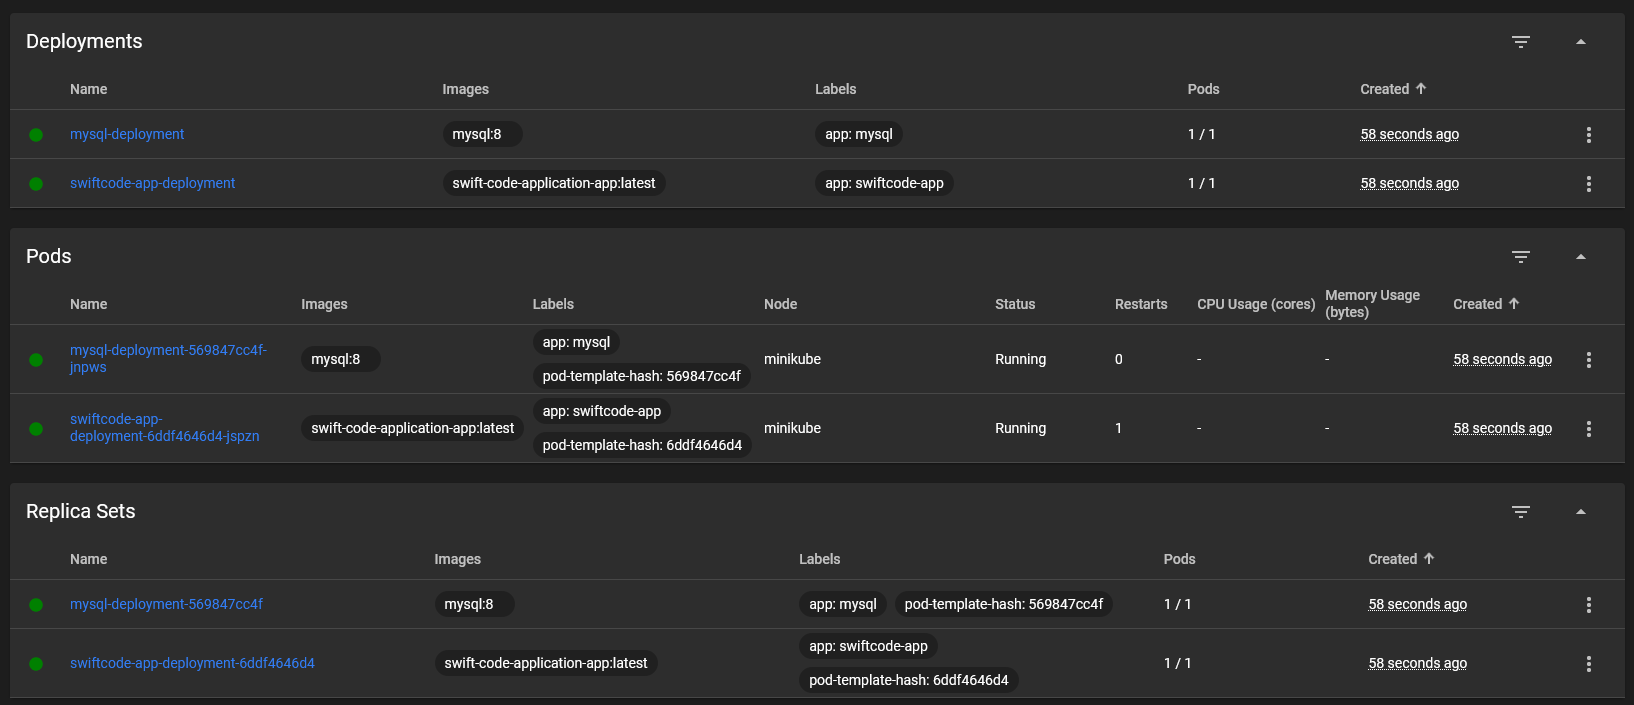 Deployments
Name Images Labels Pods Created
mysql-deployment mysql:8 app: mysql 1 / 1 58 seconds ago
swiftcode-app-deployment swift-code-application-app:latest app: swiftcode-app 1 / 1 58 seconds ago
Pods
Name Images Labels Node Status Restarts CPU Usage (cores) Memory Usage (bytes) Created
mysql-deployment-569847cc4f-
jnpws
mysql:8
app: mysql
pod-template-hash: 569847cc4f
minikube Running 0 - - 58 seconds ago
swiftcode-app-
deployment-6ddf4646d4-jspzn
swift-code-application-app:latest
app: swiftcode-app
pod-template-hash: 6ddf4646d4
minikube Running 1 - - 58 seconds ago
Replica Sets
Name Images Labels Pods Created
mysql-deployment-569847cc4f mysql:8 app: mysql pod-template-hash: 569847cc4f 1 / 1 58 seconds ago
swiftcode-app-deployment-6ddf4646d4 swift-code-application-app:latest
app: swiftcode-app
pod-template-hash: 6ddf4646d4
1 / 1 58 seconds ago